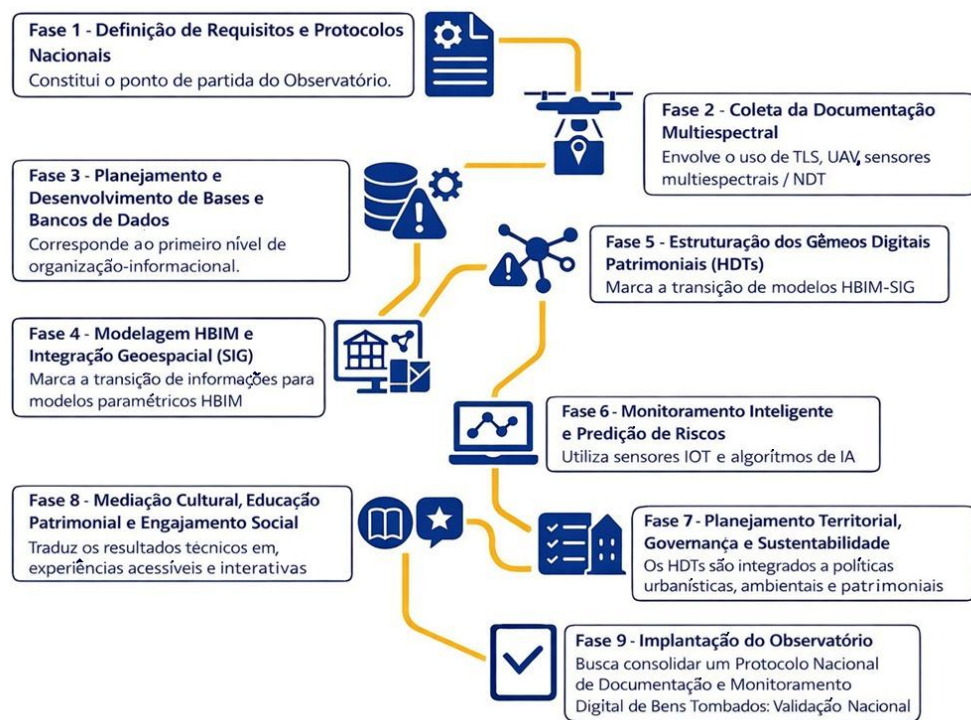 Fase 1 - Definição de Requisitos e Protocolos
Nacionais
Constitui o ponto de partida do Observatório.
Fase 2 - Coleta da Documentação
Multiespectral
Envolve o uso de TLS, UAV, sensores
multiespectrais / NDT
Fase 3 - Planejamento e
Desenvolvimento de Bases e
Bancos de Dados
Corresponde ao primeiro nível de
organização-informacional.
Fase 4 - Modelagem HBIM e
Integração Geoespacial (SIG)
Marca a transição de informações para
modelos paramétricos HBIM
Fase 5 - Estruturação dos Gêmeos Digitais
Patrimoniais (HDTs)
Marca a transição de modelos HBIM-SIG
Fase 6 - Monitoramento Inteligente
e Predição de Riscos
Utiliza sensores IOT e algorítmos de IA
Fase 7 - Planejamento Territorial,
Governança e Sustentabilidade
Os HDTs são integrados a políticas
urbanísticas, ambientais e patrimoniais
Fase 8 - Mediação Cultural, Educação
Patrimonial e Engajamento Social
Traduz os resultados técnicos em,
experiências acessíveis e interativas
Fase 9 - Implantação do Observatório
Busca consolidar um Protocolo Nacional
de Documentação e Monitoramento
Digital de Bens Tombados: Validação Nacional